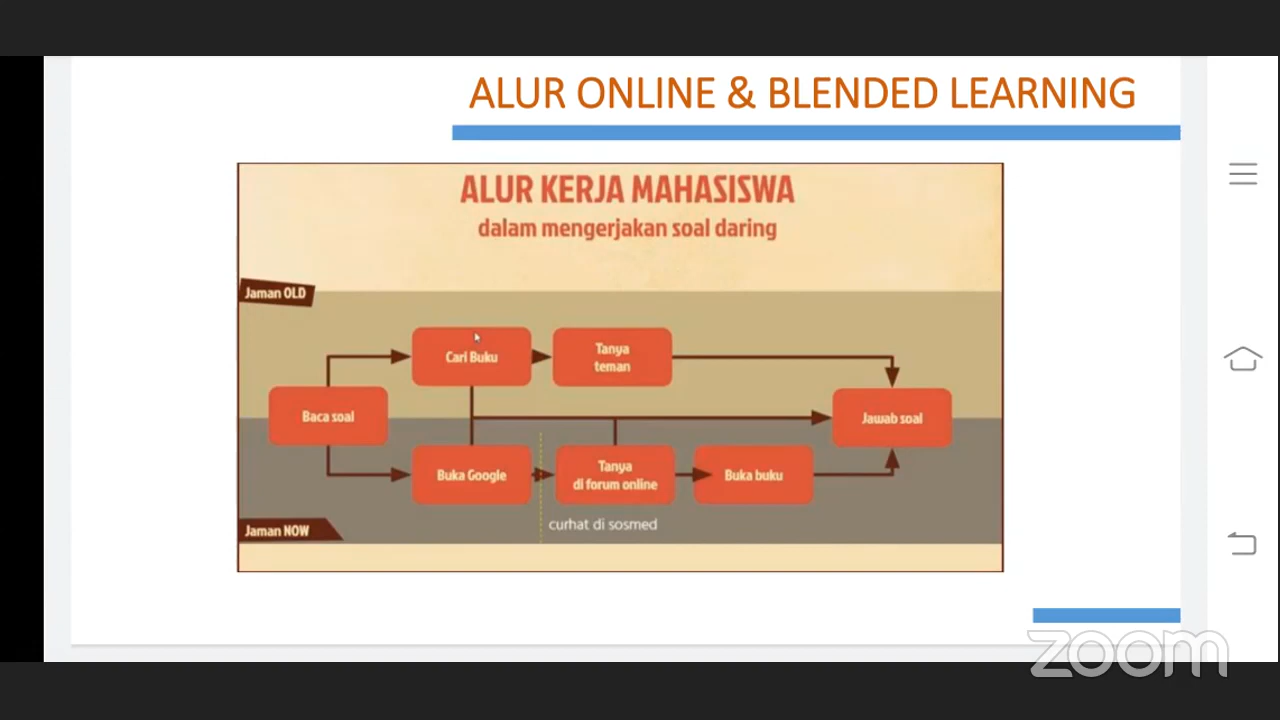 ALUR ONLINE & BLENDED LEARNING
ALUR KERJA MAHASISWA
dalam mengerjakan soal daring
Jaman OLD
Cari Buku
Tanya
teman
Baca soal
Jawab soal
Buka Google
Tanya
di forum online
Buka buku
curhat di sosmed
Jaman NOW
zoom